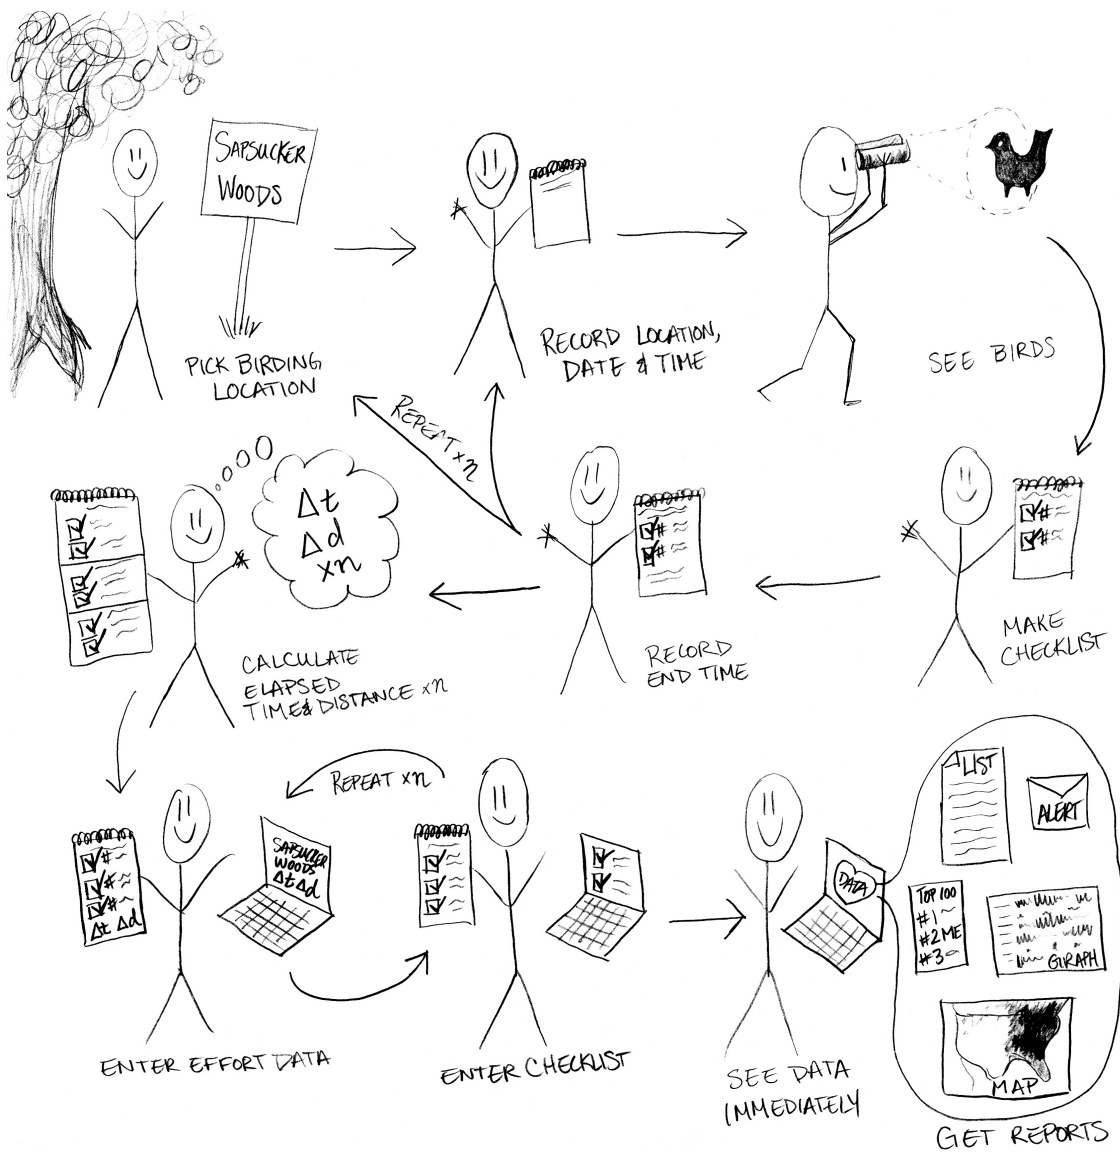 SAPSUCKER
WOODS
PICK BIRDING
LOCATION
RECORD LOCATION,
DATE & TIME
SEE BIRDS
REPEAT xn
Δt
Δd
xn
CALCULATE
ELAPSED
TIME & DISTANCE xn
#
#
RECORD
END TIME
#
#
MAKE
CHECKLIST
#
#
#
Δt Δd
SAPSUCKER
WOODS
Δt Δd
ENTER EFFORT DATA
REPEAT xn
ENTER CHECKLIST
DATA
SEE DATA
IMMEDIATELY
LIST
ALERT
TOP 100
#1
#2 ME
#3
GRAPH
MAP
GET REPORTS